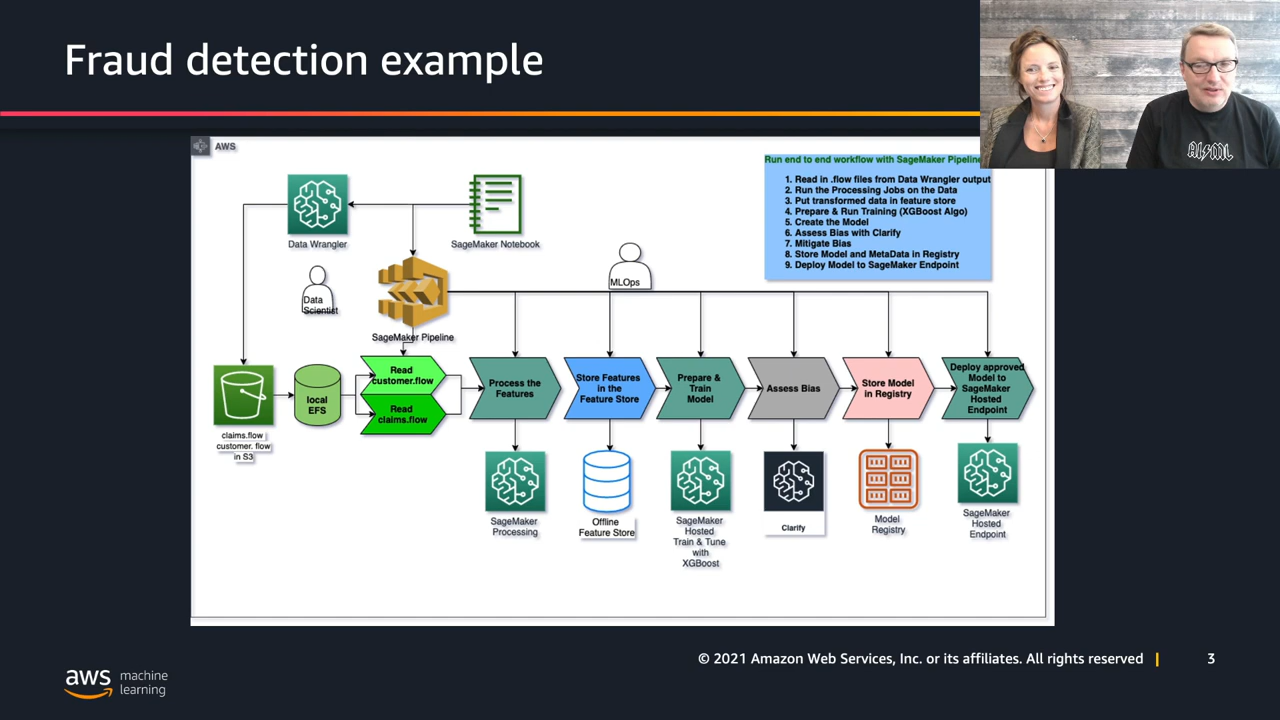 Fraud detection example
AWS
Run end to end workflow with SageMaker Pipeline
1. Read in .flow files from Data Wrangler output
2. Run the Processing Jobs on the Data
3. Put transformed data in feature store
4. Prepare & Run Training (XGBoost Algo)
5. Create the Model
6. Assess Bias with Clarify
7. Mitigate Bias
8. Store Model and MetaData in Registry
9. Deploy Model to SageMaker Endpoint
Data Wrangler
SageMaker Notebook
Data
Scientist
MLOps
SageMaker Pipeline
claims.flow
customer. flow
in S3
local
EFS
Read
customer.flow
Read
claims.flow
Process the
Features
Store Features
in the
Feature Store
Prepare &
Train
Model
Assess Bias
Store Model
in Registry
Deploy approved
Model to
SageMaker
Hosted
Endpoint
SageMaker
Processing
Offline
Feature Store
SageMaker
Hosted
Train & Tune
with
XGBoost
Clarify
Model
Registry
SageMaker
Hosted
Endpoint
AI/ML
© 2021 Amazon Web Services, Inc. or its affiliates. All rights reserved
3
aws
machine
learning